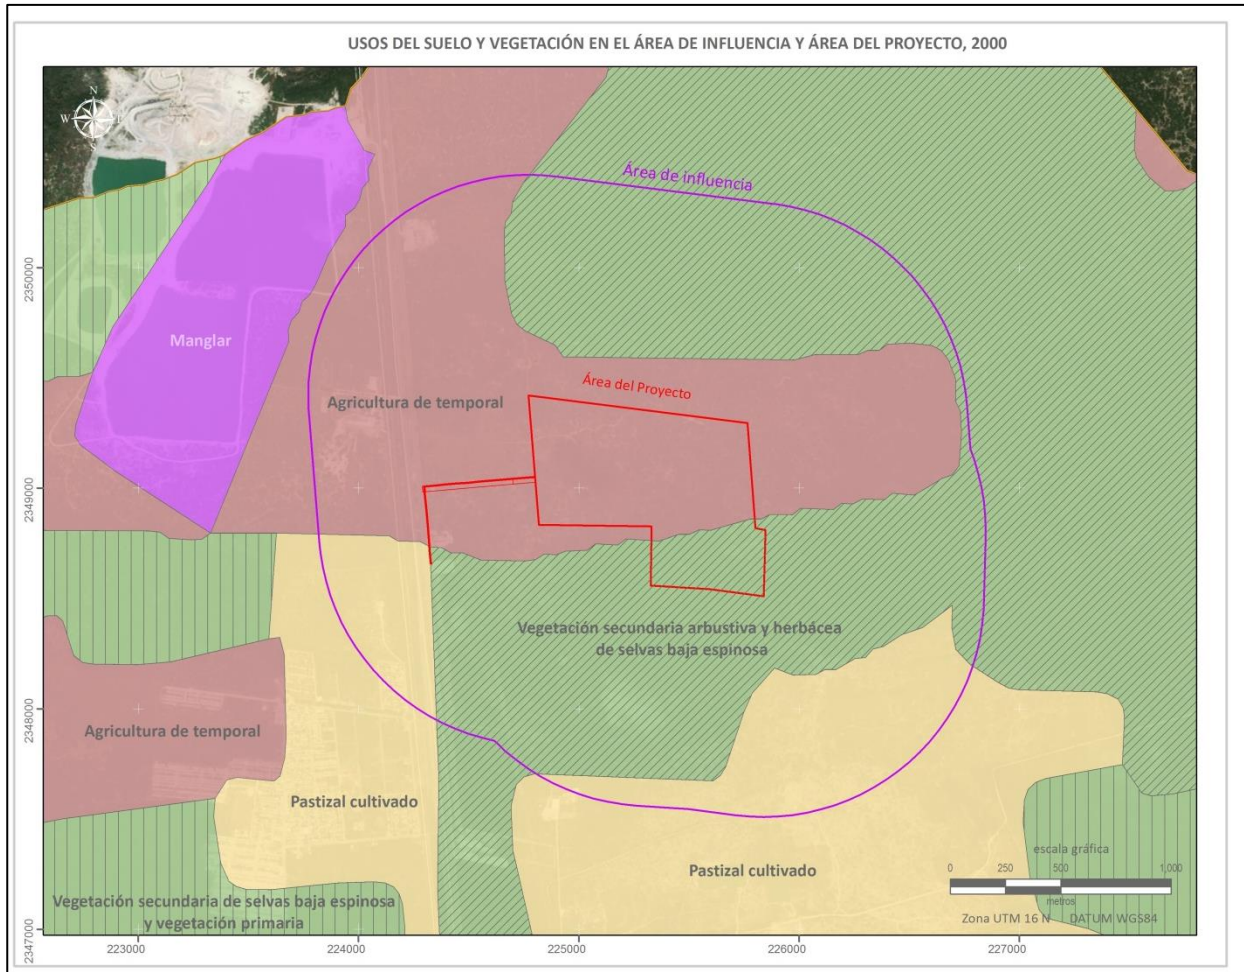 USOS DEL SUELO Y VEGETACIÓN EN EL ÁREA DE INFLUENCIA Y ÁREA DEL PROYECTO, 2000
N
W
E
S
Área de influencia
2350000
Manglar
Área del Proyecto
Agricultura de temporal
2349000
Vegetación secundaria arbustiva y herbácea
de selvas baja espinosa
2348000
Agricultura de temporal
Pastizal cultivado
Pastizal cultivado
escala gráfica
0 250 500 1,000
metros
Vegetación secundaria de selvas baja espinosa
y vegetación primaria
Zona UTM 16 N DATUM WGS84
2347000
223000 224000 225000 226000 227000